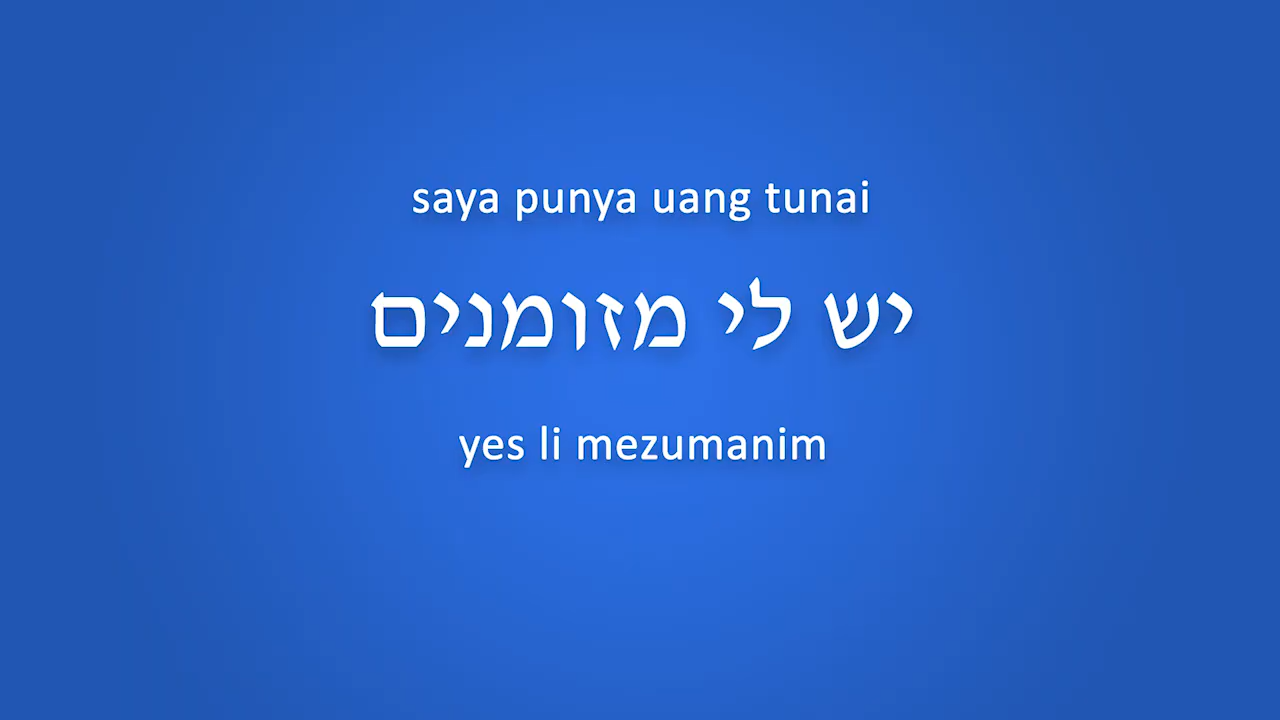 saya punya uang tunai
יש לי מזומנים
yes li mezumanim